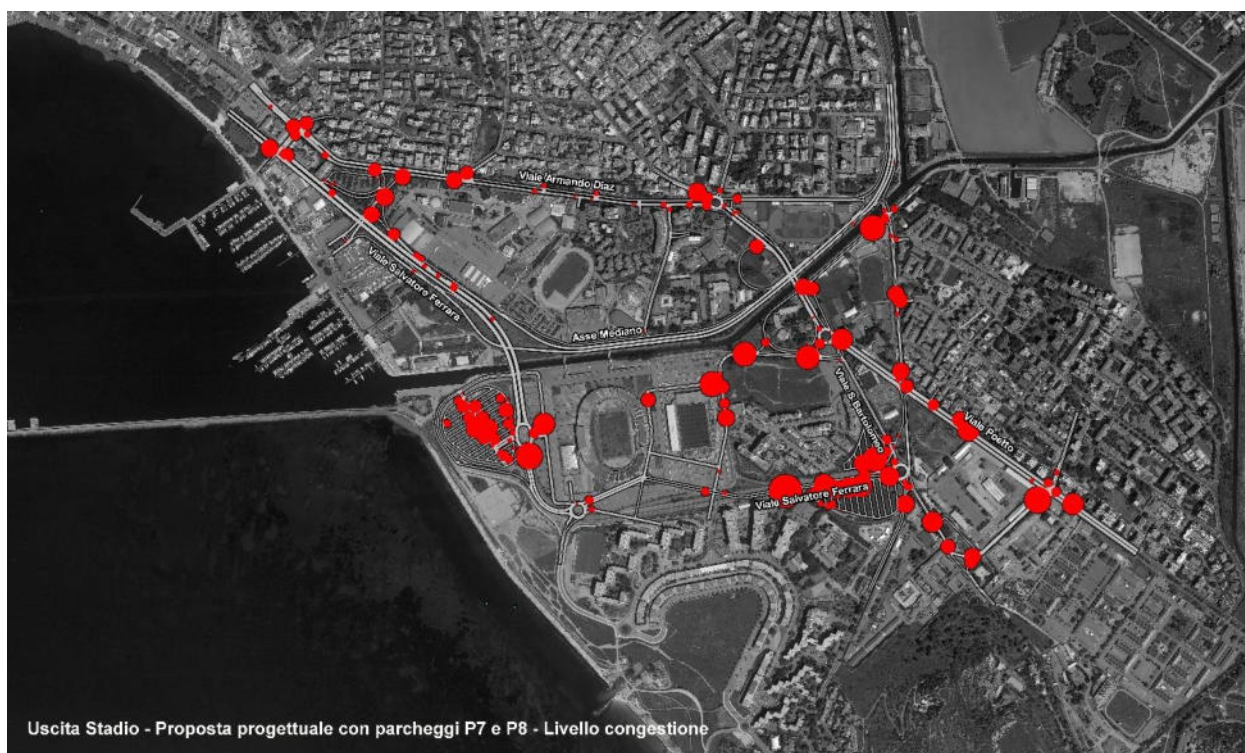 Viale Armando Diaz
Viale Salvatore Ferrara
Asse Mediano
Viale S.Bartolomeo
Viale Poetto
Viale Salvatore Ferrara
Uscita Stadio - Proposta progettuale con parcheggi P7 e P8 - Livello congestione